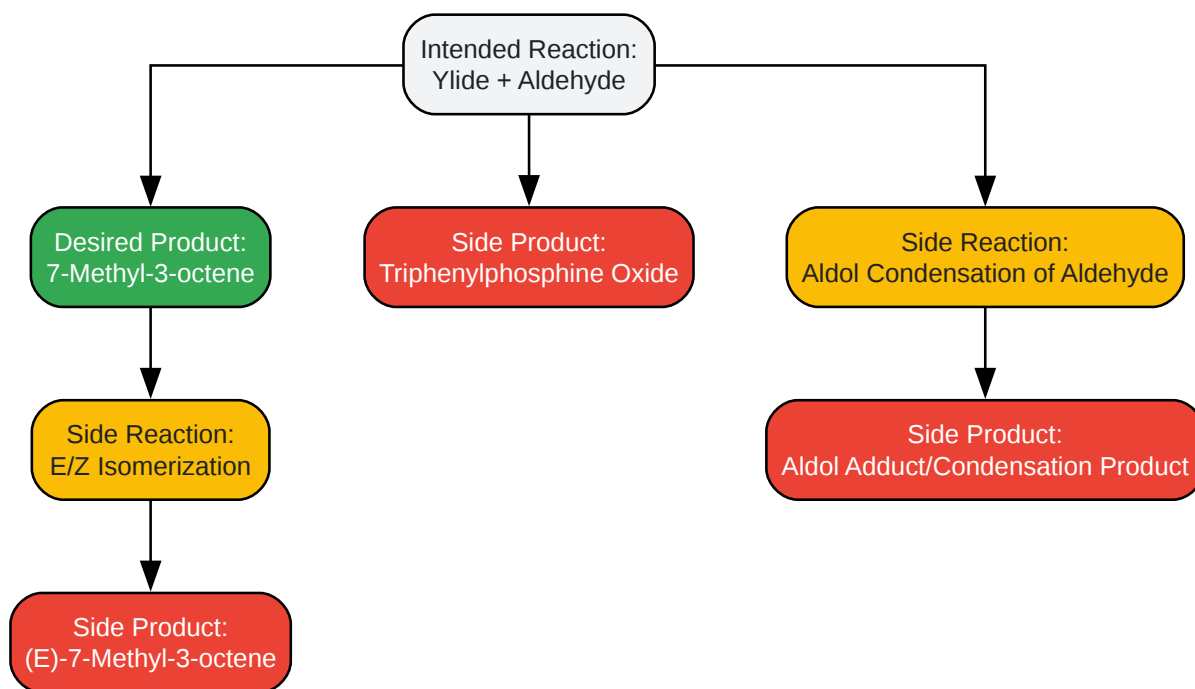 Intended Reaction:
Ylide + Aldehyde
Desired Product:
7-Methyl-3-octene
Side Product:
Triphenylphosphine Oxide
Side Reaction:
Aldol Condensation of Aldehyde
Side Reaction:
E/Z Isomerization
Side Product:
Aldol Adduct/Condensation Product
Side Product:
(E)-7-Methyl-3-octene